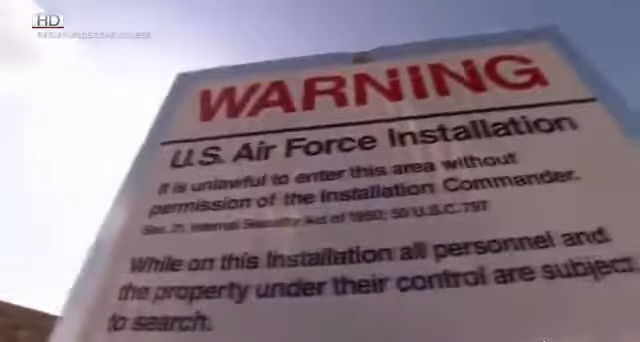 HD
WARNING
U.S. Air Force Installation
It is unlawful to enter this area without
permission of the Installation Commander.
Sec. 21, Internal Security Act of 1950; 50 U.S.C. 797
While on this Installation all personnel and
the property under their control are subject
to search.